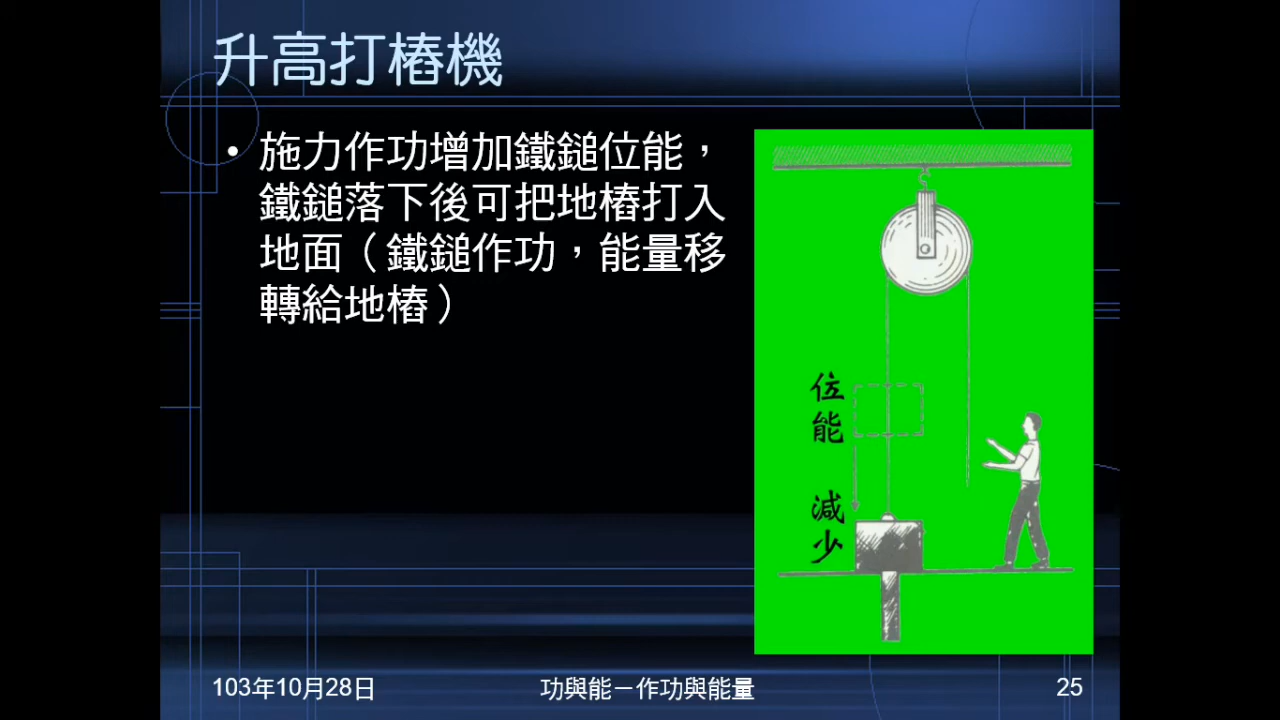 升高打樁機
• 施力作功增加鐵鎚位能，
鐵鎚落下後可把地樁打入
地面（鐵鎚作功，能量移
轉給地樁）
位能 減少
103年10月28日
功與能－作功與能量
25